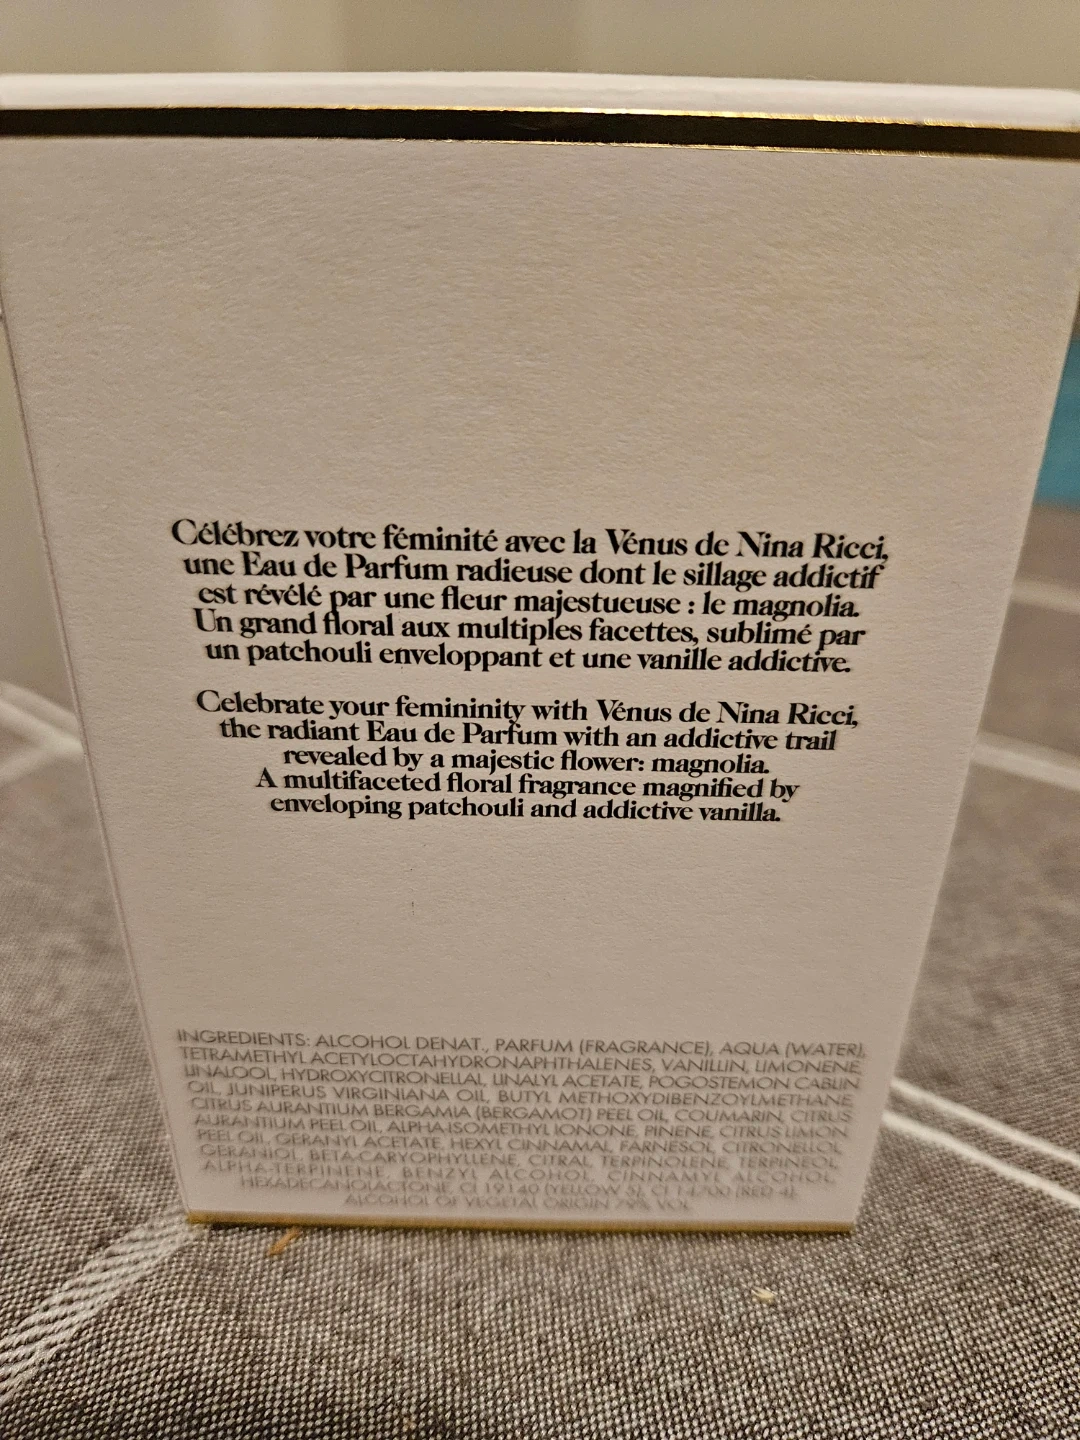 Célébrez votre féminité avec la Vénus de Nina Ricci,
une Eau de Parfum radieuse dont le sillage addictif
est révélé par une fleur majestueuse : le magnolia.
Un grand floral aux multiples facettes, sublimé par
un patchouli enveloppant et une vanille addictive.
Celebrate your femininity with Vénus de Nina Ricci,
the radiant Eau de Parfum with an addictive trail
revealed by a majestic flower: magnolia.
A multifaceted floral fragrance magnified by
enveloping patchouli and addictive vanilla.
INGREDIENTS: ALCOHOL DENAT., PARFUM (FRAGRANCE), AQUA (WATER),
TETRAMETHYL ACETYLOCTAHYDRONAPHTHALENES, VANILLIN, LIMONENE,
LINALOOL, HYDROXYCITRONELLAL, LINALYL ACETATE, POGOSTEMON CABLIN
OIL, JUNIPERUS VIRGINIANA OIL, BUTYL METHOXYDIBENZOYLMETHANE,
CITRUS AURANTIUM BERGAMIA (BERGAMOT) PEEL OIL, COUMARIN, CITRUS
AURANTIUM PEEL OIL, ALPHA-ISOMETHYL IONONE, PINENE, CITRUS LIMON
PEEL OIL, GERANYL ACETATE, HEXYL CINNAMAL, FARNESOL, CITRONELLOL,
GERANIOL, BETA-CARYOPHYLLENE, CITRAL, TERPINOLENE, TERPINEOL,
ALPHA-TERPINENE, BENZYL ALCOHOL, CINNAMYL ALCOHOL,
HEXADECANOLACTONE, CI 19140 (YELLOW 5), CI 14700 (RED 4).
ALCOHOL OF VEGETAL ORIGIN 79% VOL